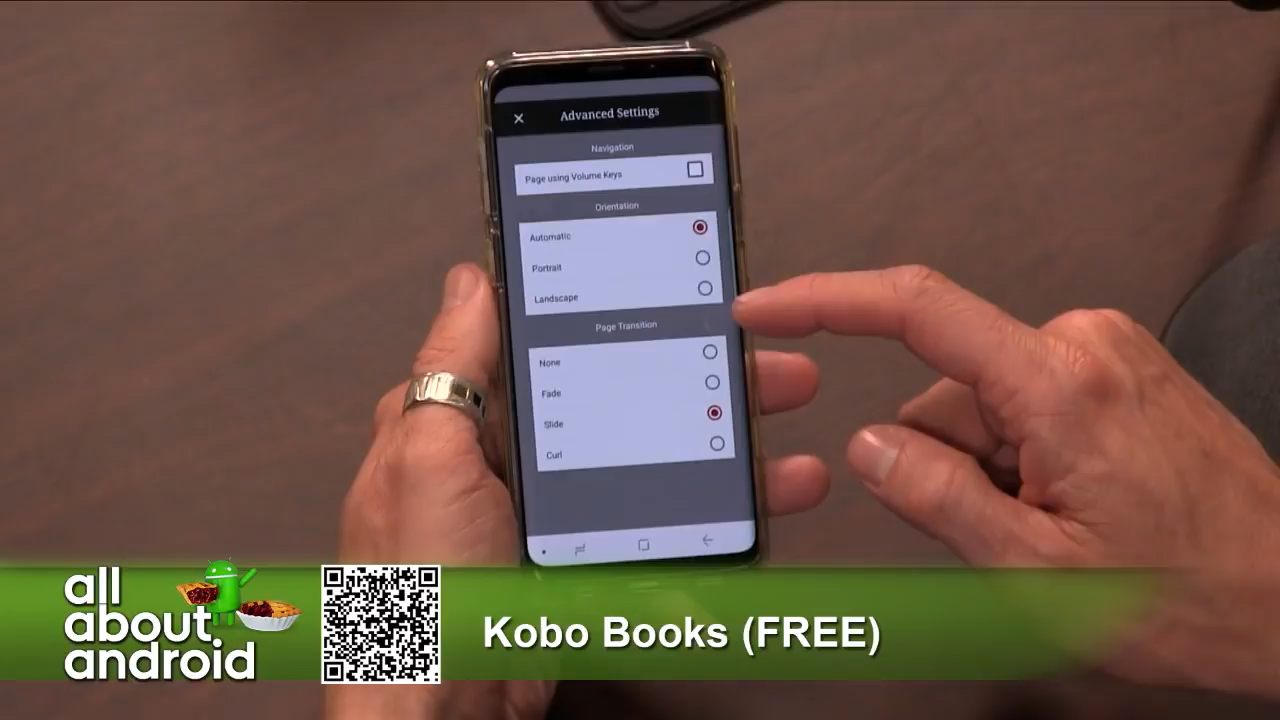 Advanced Settings
Navigation
Page using Volume Keys
Orientation
Automatic
Portrait
Landscape
Page Transition
None
Fade
Slide
Curl
all
about
android
Kobo Books (FREE)